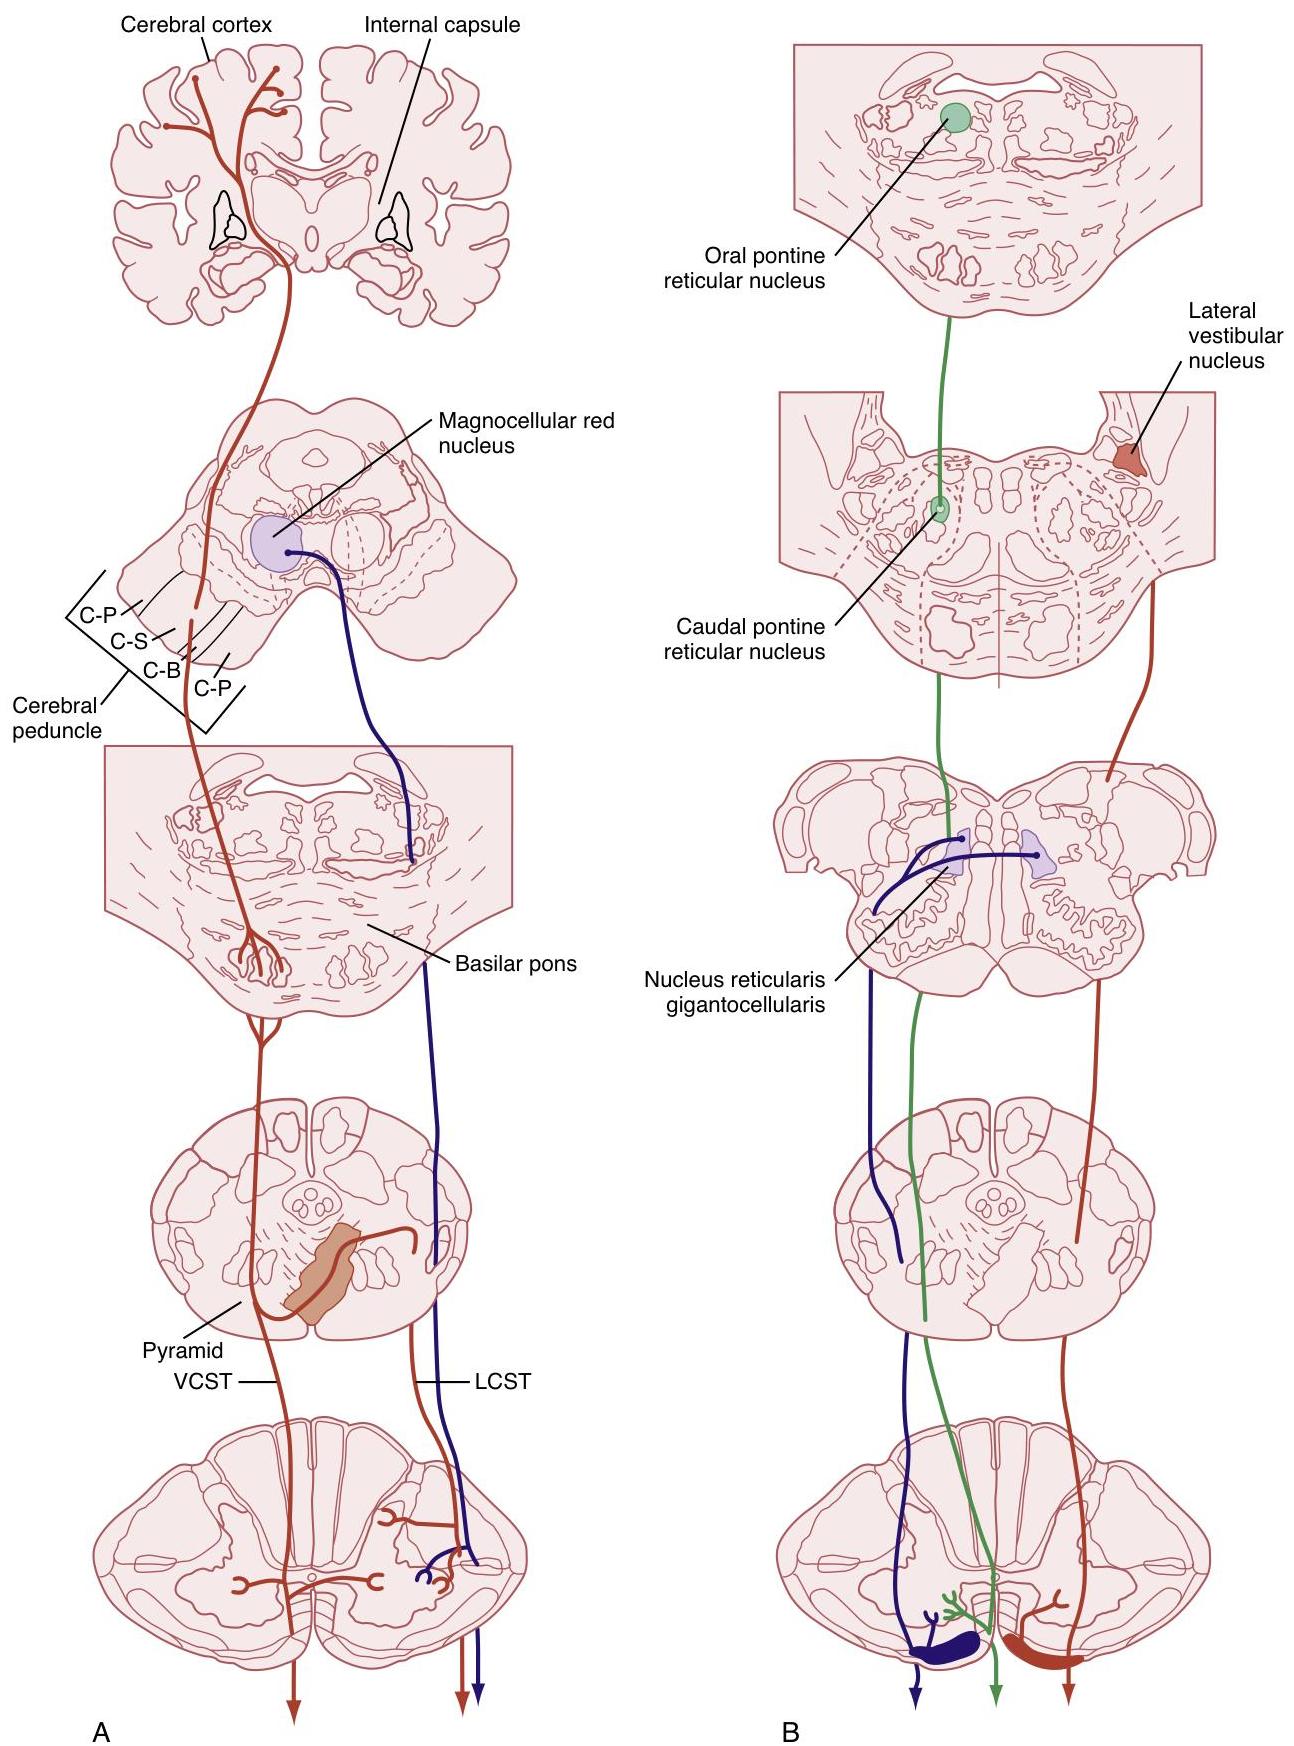 Cerebral cortex
Internal capsule
Magnocellular red
nucleus
C-P
C-S
C-B
C-P
Cerebral
peduncle
Basilar pons
Pyramid
VCST
LCST
A
Oral pontine
reticular nucleus
Lateral
vestibular
nucleus
Caudal pontine
reticular nucleus
Nucleus reticularis
gigantocellularis
B